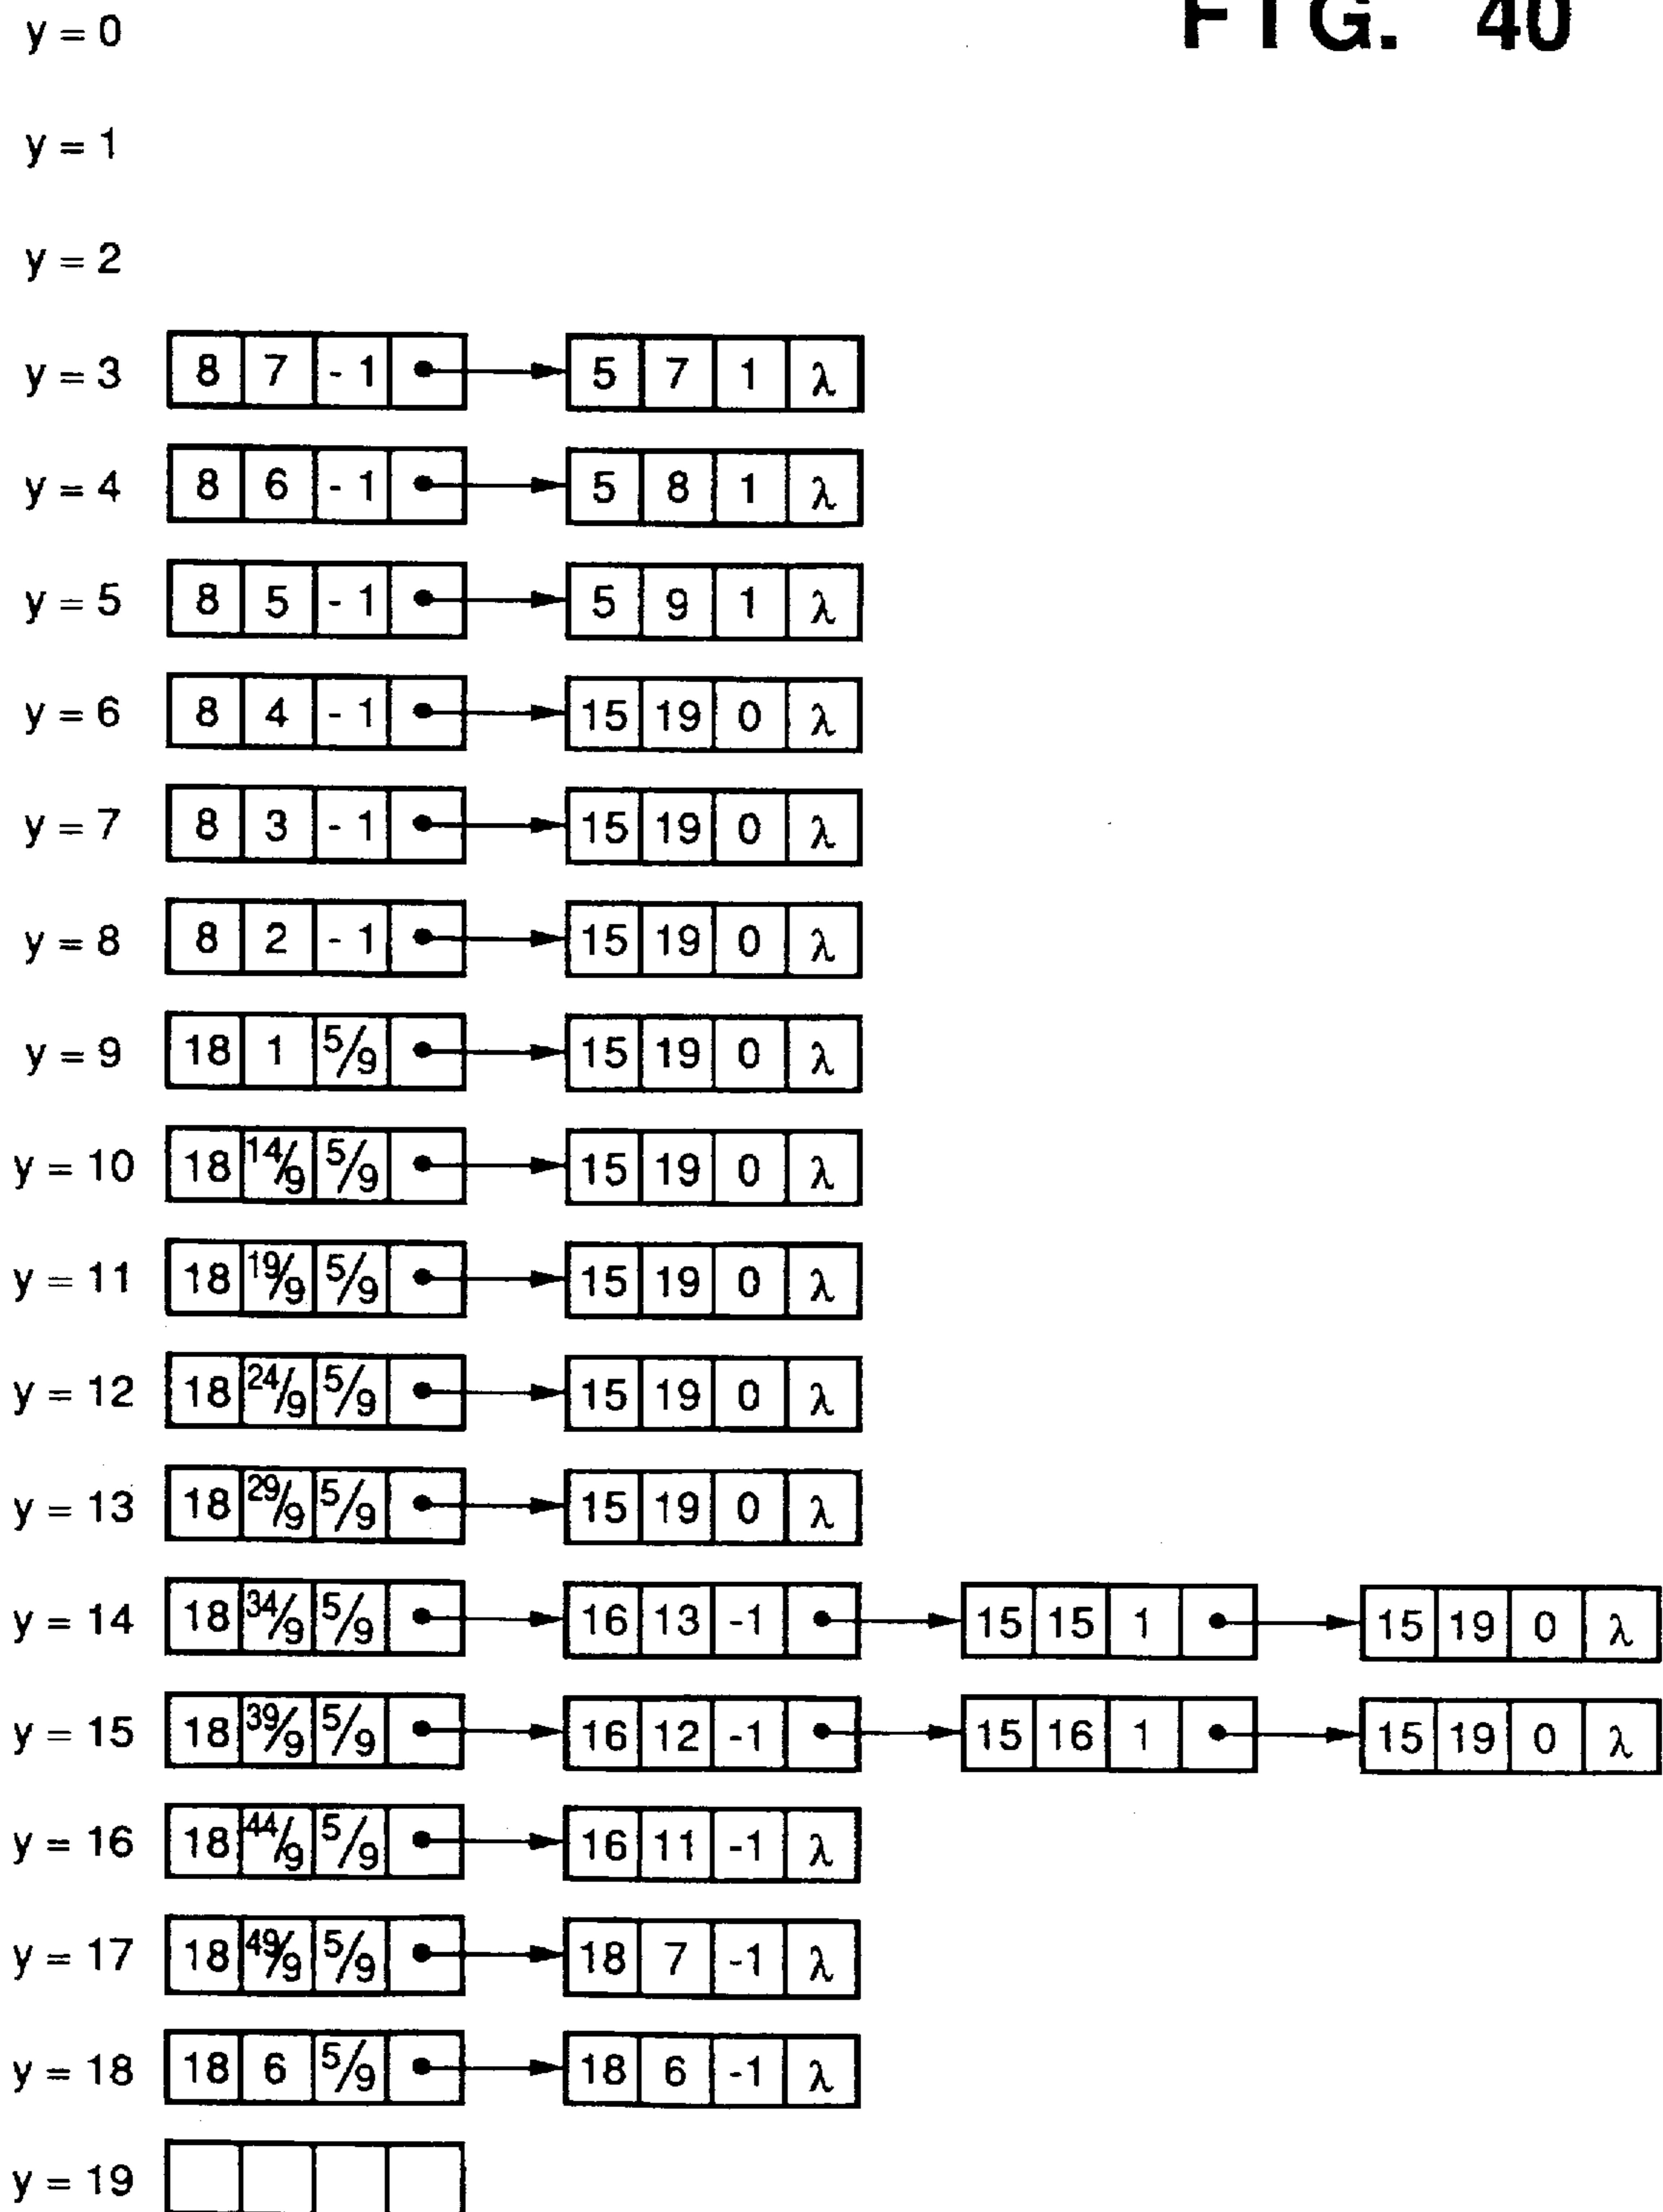 FIG. 40
y = 0
y = 1
y = 2
y = 3 8 7 -1 5 7 1 λ
y = 4 8 6 -1 5 8 1 λ
y = 5 8 5 -1 5 9 1 λ
y = 6 8 4 -1 15 19 0 λ
y = 7 8 3 -1 15 19 0 λ
y = 8 8 2 -1 15 19 0 λ
y = 9 18 1 5/9 15 19 0 λ
y = 10 18 14/9 5/9 15 19 0 λ
y = 11 18 19/9 5/9 15 19 0 λ
y = 12 18 24/9 5/9 15 19 0 λ
y = 13 18 29/9 5/9 15 19 0 λ
y = 14 18 34/9 5/9 16 13 -1 15 15 1 15 19 0 λ
y = 15 18 39/9 5/9 16 12 -1 15 16 1 15 19 0 λ
y = 16 18 44/9 5/9 16 11 -1 λ
y = 17 18 49/9 5/9 18 7 -1 λ
y = 18 18 6 5/9 18 6 -1 λ
y = 19